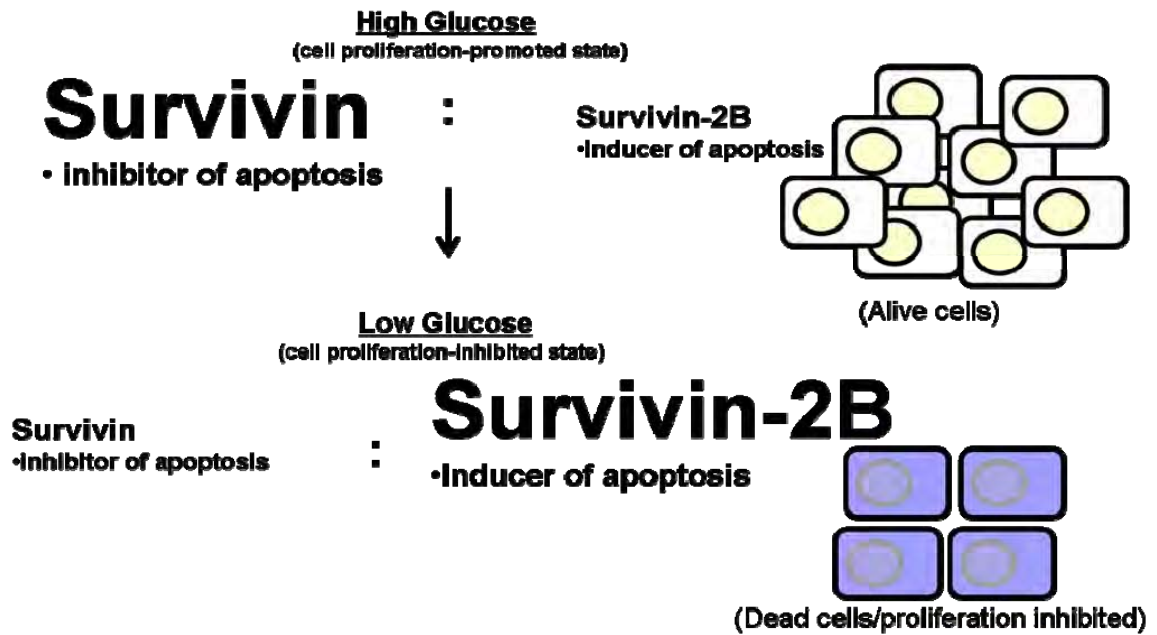 High Glucose
(cell proliferation-promoted state)
Survivin : Survivin-2B
• inhibitor of apoptosis
•Inducer of apoptosis
(Alive cells)
Low Glucose
(cell proliferation-inhibited state)
Survivin : Survivin-2B
•Inhibitor of apoptosis
•Inducer of apoptosis
(Dead cells/proliferation inhibited)